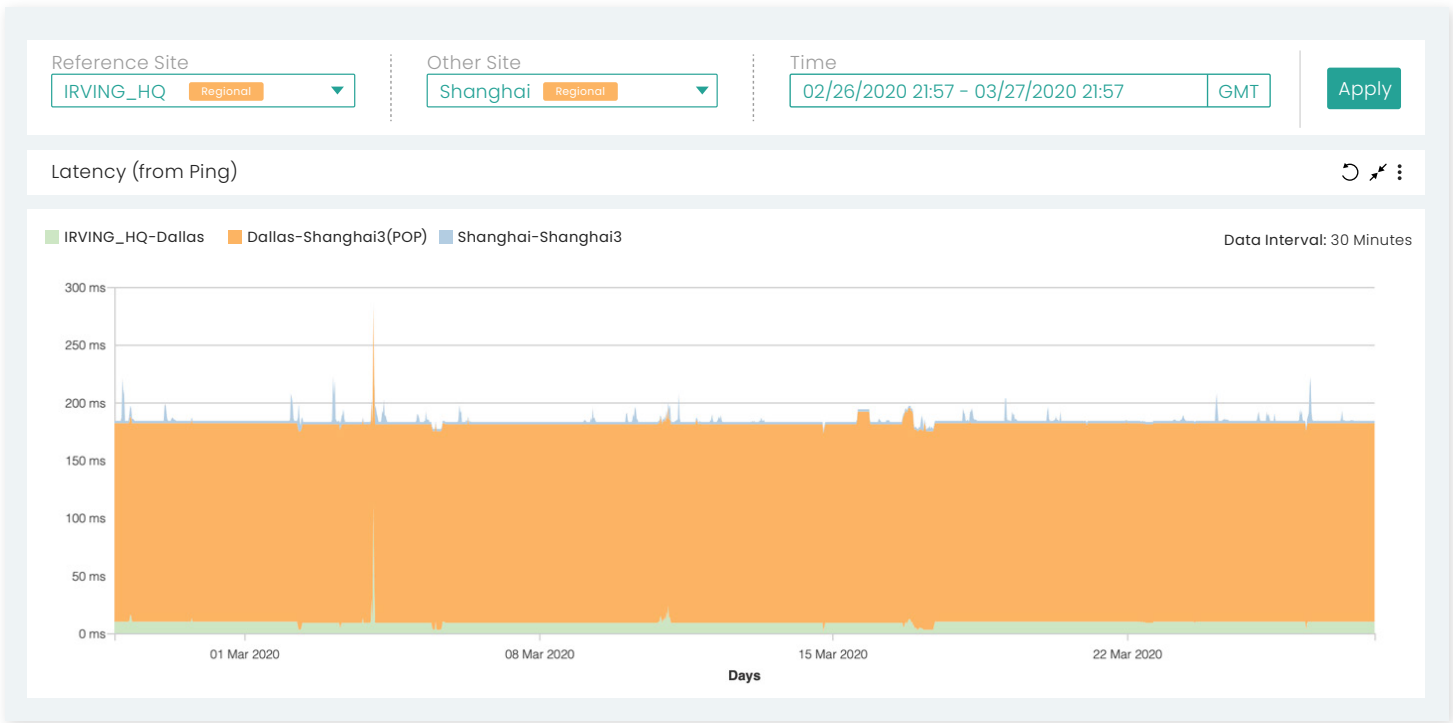 Reference Site
Other Site
Time
IRVING_HQ Regional
Shanghai Regional
02/26/2020 21:57 - 03/27/2020 21:57 GMT
Apply
Latency (from Ping)
IRVING_HQ-Dallas Dallas-Shanghai3(POP) Shanghai-Shanghai3
Data Interval: 30 Minutes
300 ms
250 ms
200 ms
150 ms
100 ms
50 ms
0 ms
01 Mar 2020 08 Mar 2020 15 Mar 2020 22 Mar 2020
Days